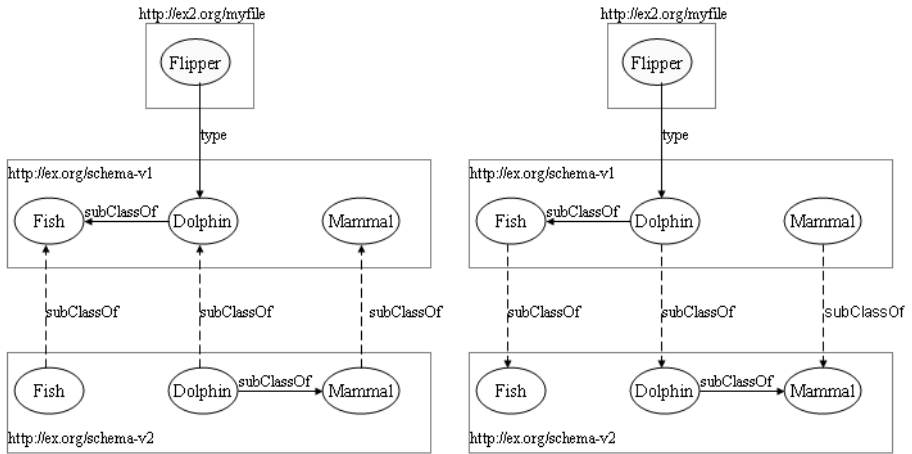 http://ex2.org/myfile
Flipper
type
http://ex.org/schema-v1
Fish
subClassOf
Dolphin
Mammal
subClassOf
subClassOf
subClassOf
Fish
Dolphin
subClassOf
Mammal
http://ex.org/schema-v2
http://ex2.org/myfile
Flipper
type
http://ex.org/schema-v1
Fish
subClassOf
Dolphin
Mammal
subClassOf
subClassOf
subClassOf
Fish
Dolphin
subClassOf
Mammal
http://ex.org/schema-v2